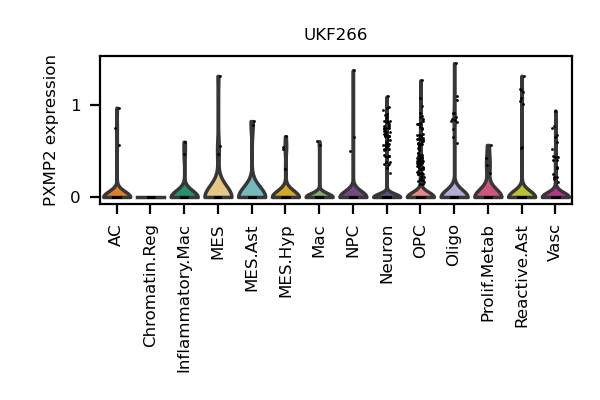 UKF266
PXMP2 expression
1
0
AC
Chromatin.Reg
Inflammatory.Mac
MES
MES.Ast
MES.Hyp
Mac
NPC
Neuron
OPC
Oligo
Prolif.Metab
Reactive.Ast
Vasc